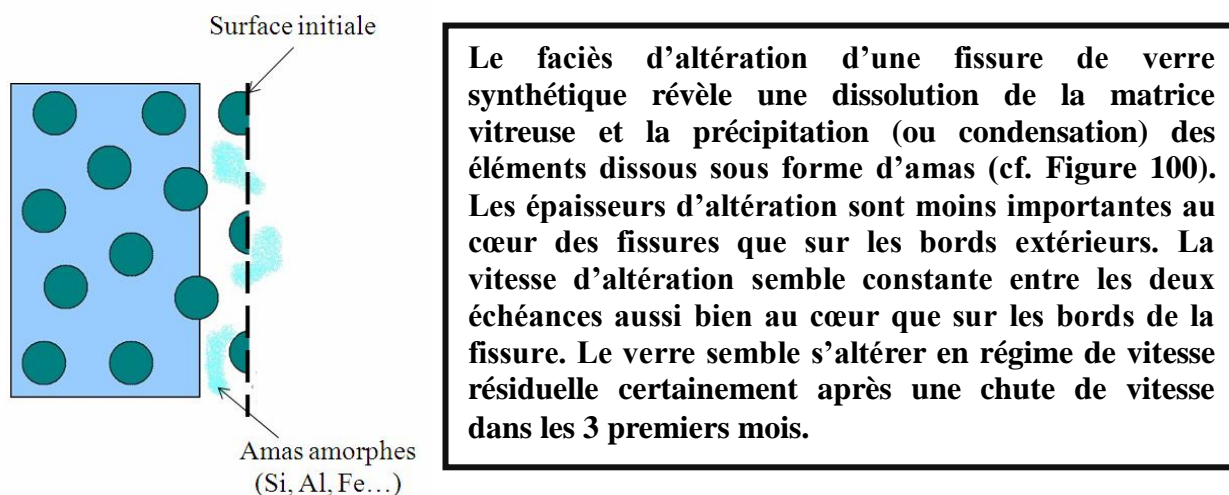 Surface initiale
Le faciès d’altération d’une fissure de verre
synthétique révèle une dissolution de la matrice
vitreuse et la précipitation (ou condensation) des
éléments dissous sous forme d’amas (cf. Figure 100).
Les épaisseurs d’altération sont moins importantes au
cœur des fissures que sur les bords extérieurs. La
vitesse d’altération semble constante entre les deux
échéances aussi bien au cœur que sur les bords de la
fissure. Le verre semble s’altérer en régime de vitesse
résiduelle certainement après une chute de vitesse
dans les 3 premiers mois.
Amas amorphes
(Si, Al, Fe…)